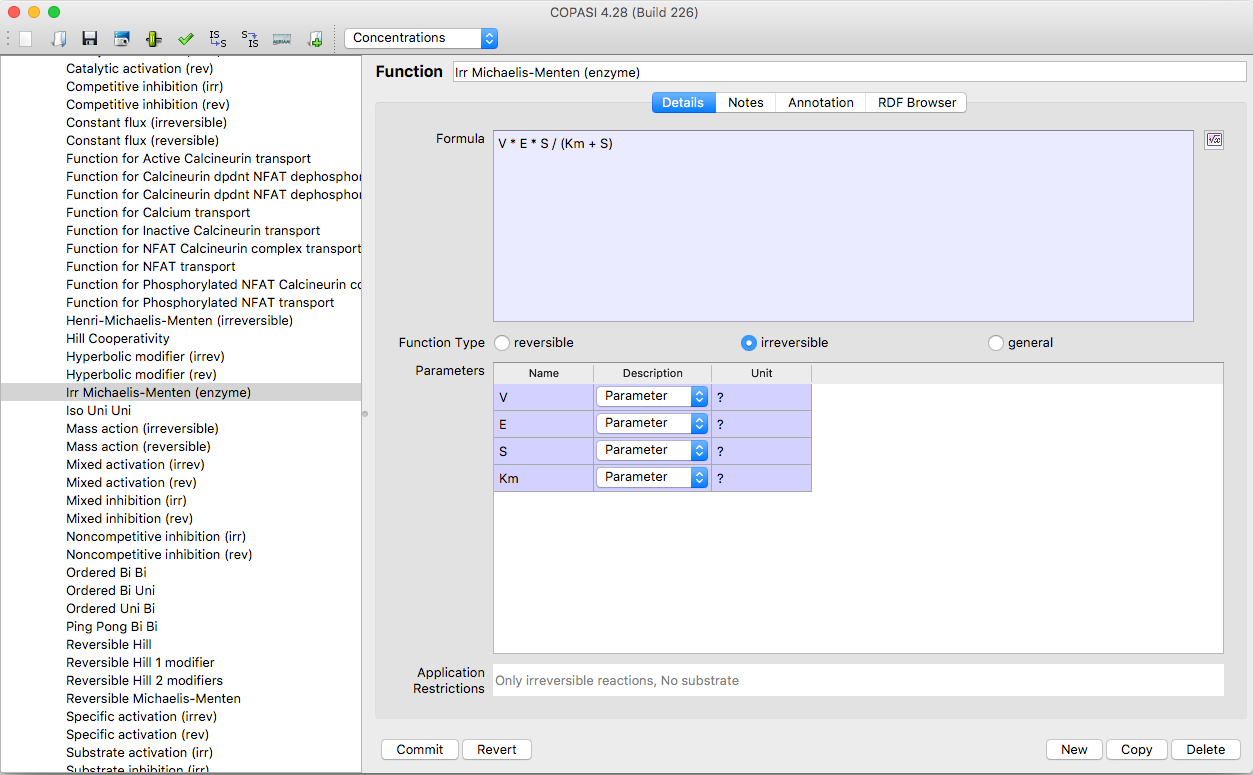 COPASI 4.28 (Build 226)
IS S
S IS
MIRIAM
Concentrations
Catalytic activation (rev)
Competitive inhibition (irr)
Competitive inhibition (rev)
Constant flux (irreversible)
Constant flux (reversible)
Function for Active Calcineurin transport
Function for Calcineurin dpdnt NFAT dephosphor
Function for Calcineurin dpdnt NFAT dephosphor
Function for Calcium transport
Function for Inactive Calcineurin transport
Function for NFAT Calcineurin complex transport
Function for NFAT transport
Function for Phosphorylated NFAT Calcineurin co
Function for Phosphorylated NFAT transport
Henri-Michaelis-Menten (irreversible)
Hill Cooperativity
Hyperbolic modifier (irrev)
Hyperbolic modifier (rev)
Irr Michaelis-Menten (enzyme)
Iso Uni Uni
Mass action (irreversible)
Mass action (reversible)
Mixed activation (irrev)
Mixed activation (rev)
Mixed inhibition (irr)
Mixed inhibition (rev)
Noncompetitive inhibition (irr)
Noncompetitive inhibition (rev)
Ordered Bi Bi
Ordered Bi Uni
Ordered Uni Bi
Ping Pong Bi Bi
Reversible Hill
Reversible Hill 1 modifier
Reversible Hill 2 modifiers
Reversible Michaelis-Menten
Specific activation (irrev)
Specific activation (rev)
Substrate activation (irr)
Substrate inhibition (irr)
Function Irr Michaelis-Menten (enzyme)
Details Notes Annotation RDF Browser
Formula V * E * S / (Km + S)
Function Type reversible irreversible general
Parameters Name Description Unit
V Parameter ?
E Parameter ?
S Parameter ?
Km Parameter ?
Application
Restrictions
Only irreversible reactions, No substrate
Commit Revert New Copy Delete